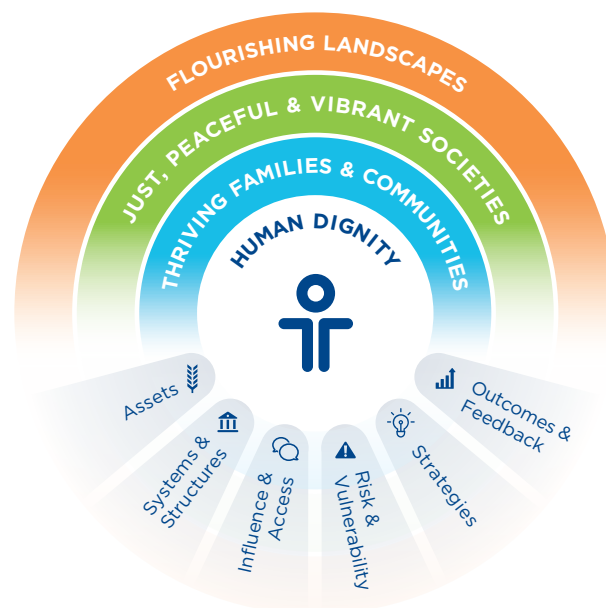 FLOURISHING LANDSCAPES
JUST, PEACEFUL & VIBRANT SOCIETIES
THRIVING FAMILIES & COMMUNITIES
HUMAN DIGNITY
Assets
Systems &
Structures
Influence &
Access
Risk &
Vulnerability
Strategies
Outcomes &
Feedback